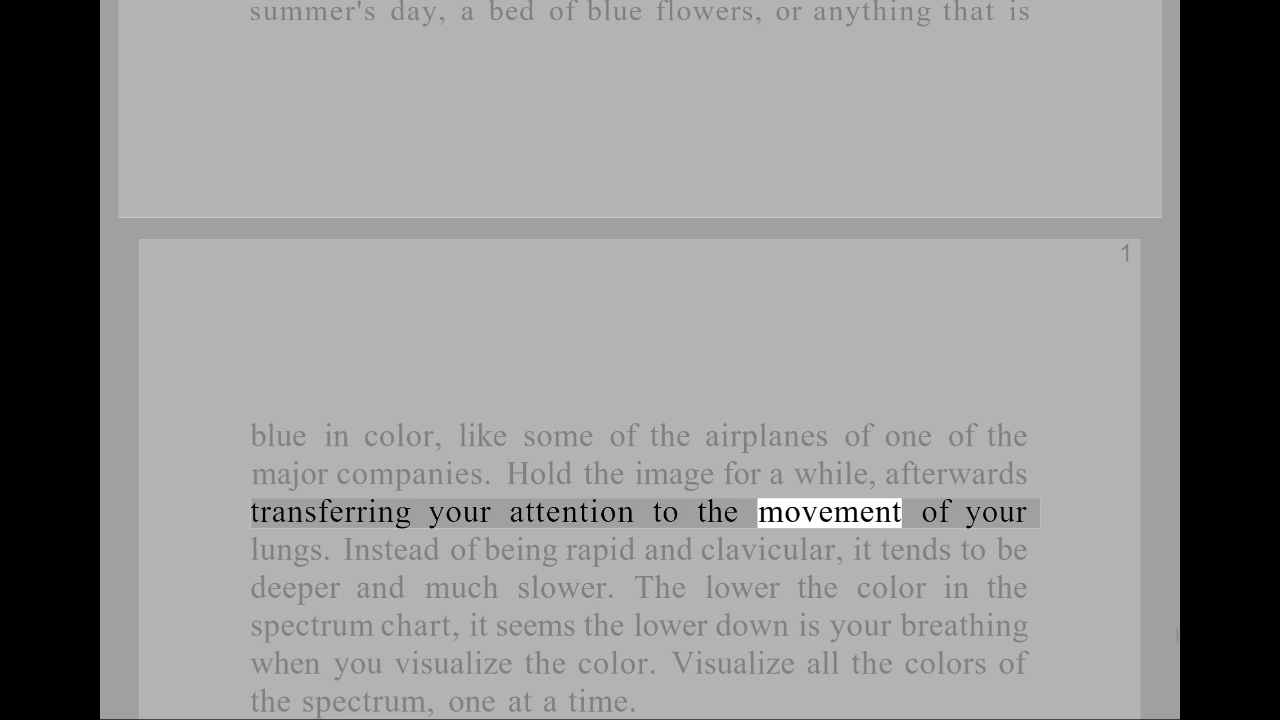 summer's day, a bed of blue flowers, or anything that is
1
blue in color, like some of the airplanes of one of the
major companies. Hold the image for a while, afterwards
transferring your attention to the movement of your
lungs. Instead of being rapid and clavicular, it tends to be
deeper and much slower. The lower the color in the
spectrum chart, it seems the lower down is your breathing
when you visualize the color. Visualize all the colors of
the spectrum, one at a time.